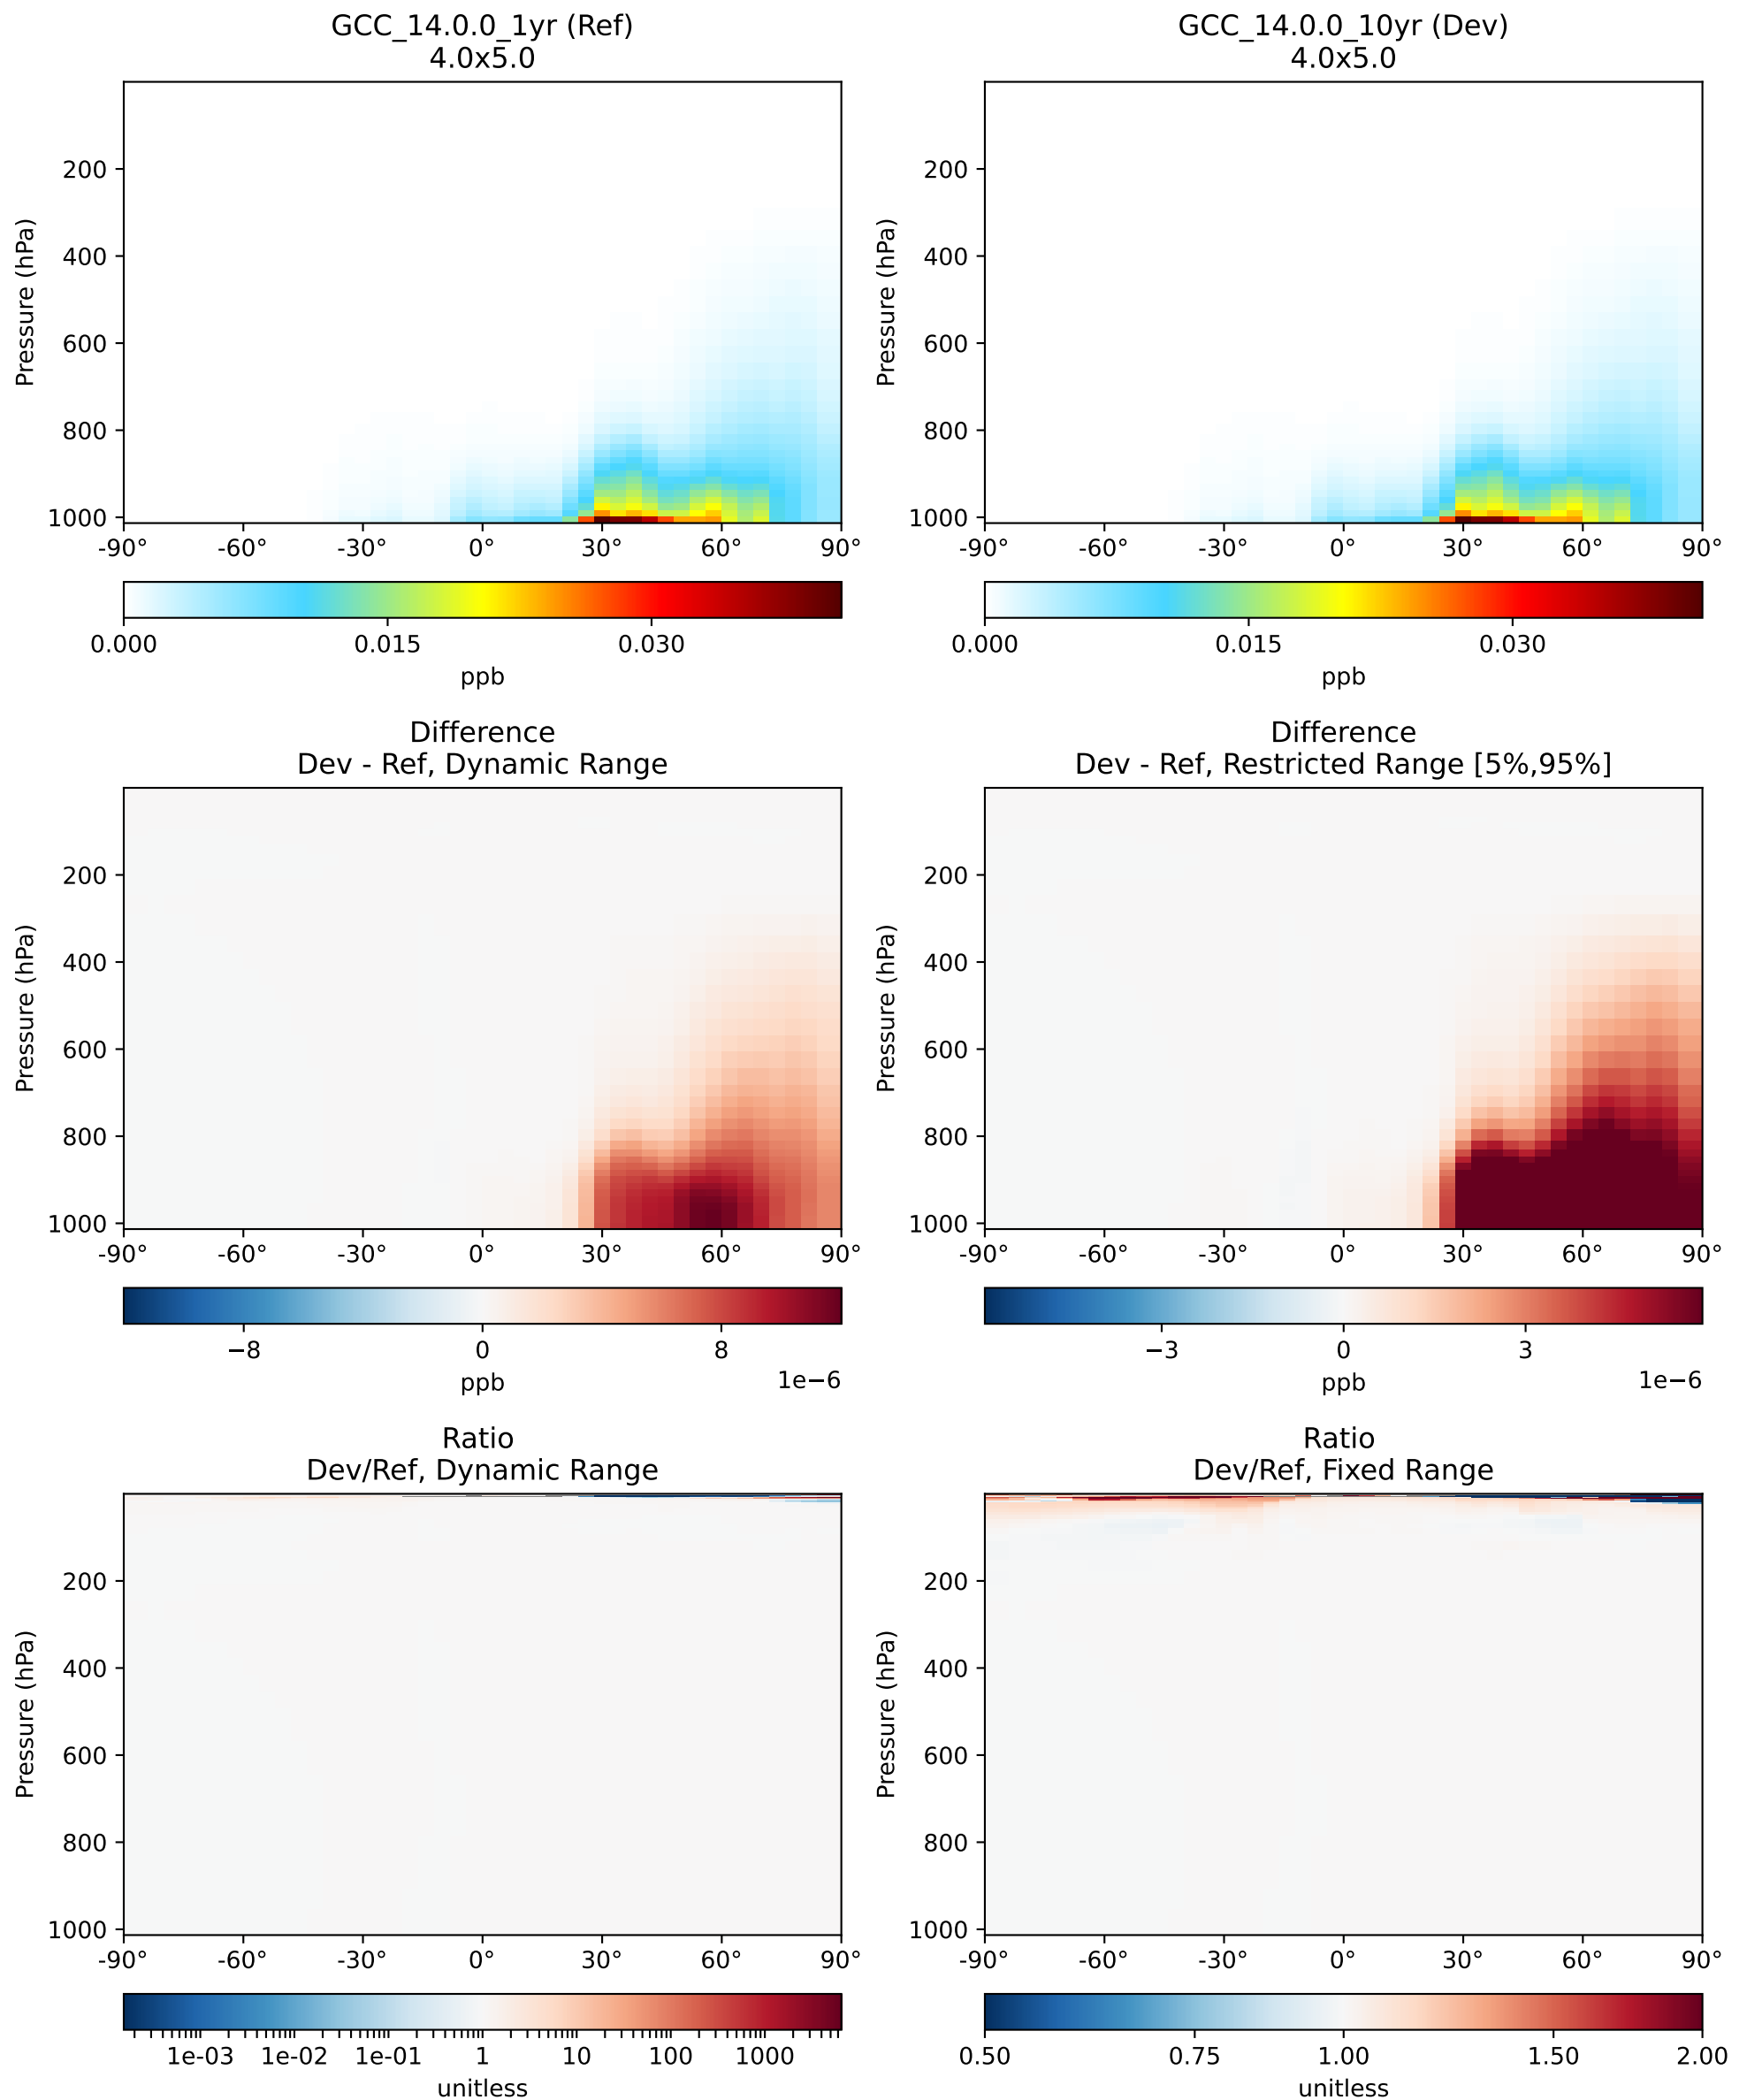 GCC_14.0.0_1yr (Ref)
4.0x5.0
GCC_14.0.0_10yr (Dev)
4.0x5.0
Pressure (hPa)
200
400
600
800
1000
-90° -60° -30° 0° 30° 60° 90°
0.000 0.015 0.030
ppb
Pressure (hPa)
200
400
600
800
1000
-90° -60° -30° 0° 30° 60° 90°
0.000 0.015 0.030
ppb
Difference
Dev - Ref, Dynamic Range
Pressure (hPa)
200
400
600
800
1000
-90° -60° -30° 0° 30° 60° 90°
−8 0 8
ppb
1e−6
Difference
Dev - Ref, Restricted Range [5%,95%]
Pressure (hPa)
200
400
600
800
1000
-90° -60° -30° 0° 30° 60° 90°
−3 0 3
ppb
1e−6
Ratio
Dev/Ref, Dynamic Range
Pressure (hPa)
200
400
600
800
1000
-90° -60° -30° 0° 30° 60° 90°
1e-03 1e-02 1e-01 1 10 100 1000
unitless
Ratio
Dev/Ref, Fixed Range
Pressure (hPa)
200
400
600
800
1000
-90° -60° -30° 0° 30° 60° 90°
0.50 0.75 1.00 1.50 2.00
unitless